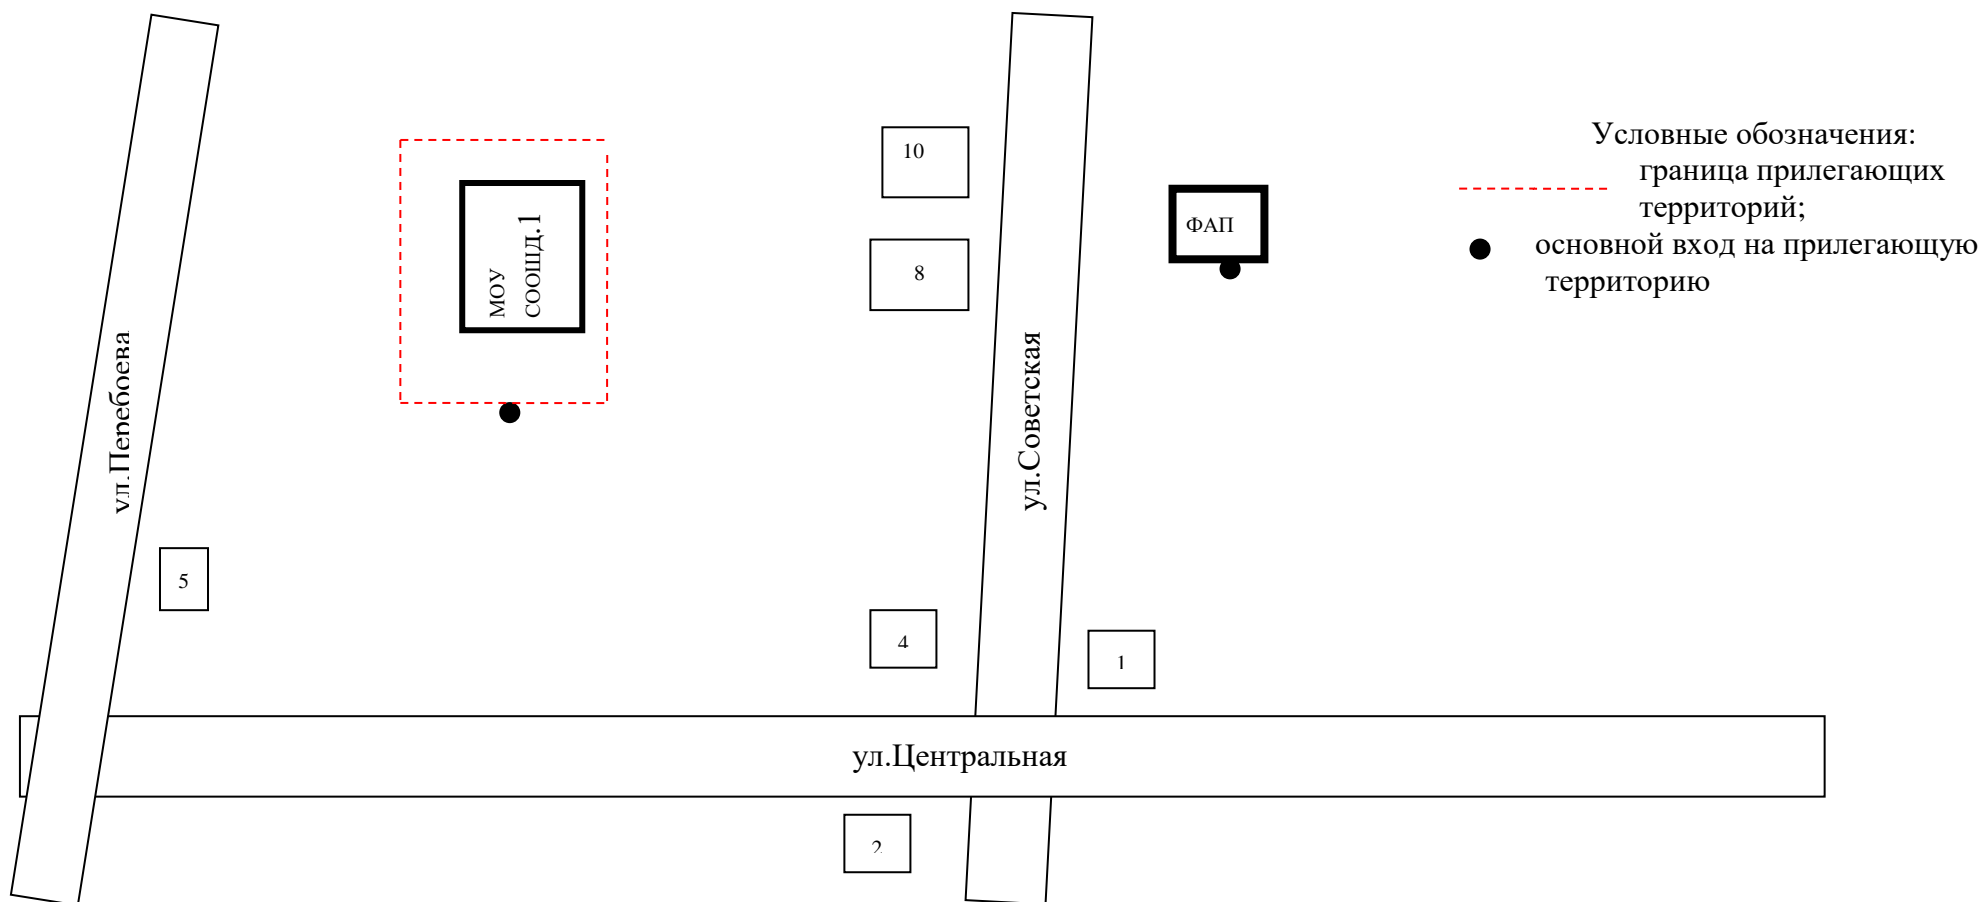 Условные обозначения:
граница прилегающих
территорий;
основной вход на прилегающую
территорию
10
8
ФАП
МОУ
СООШД.1
ул.Перебоева
ул.Советская
5
4
1
ул.Центральная
2